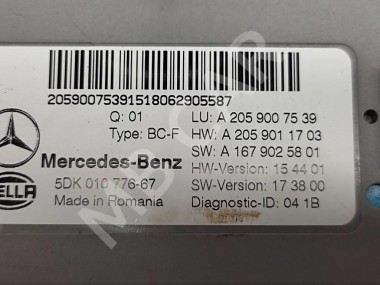 20590075391518062905587
Q: 01
LU: A 205 900 75 39
Type: BC-F
HW: A 205 901 17 03
SW: A 167 902 58 01
Mercedes-Benz
HW-Version: 15 44 01
HELLA
5DK 010 776-67
SW-Version: 17 38 00
Made in Romania
Diagnostic-ID: 04 1B
MB CAR